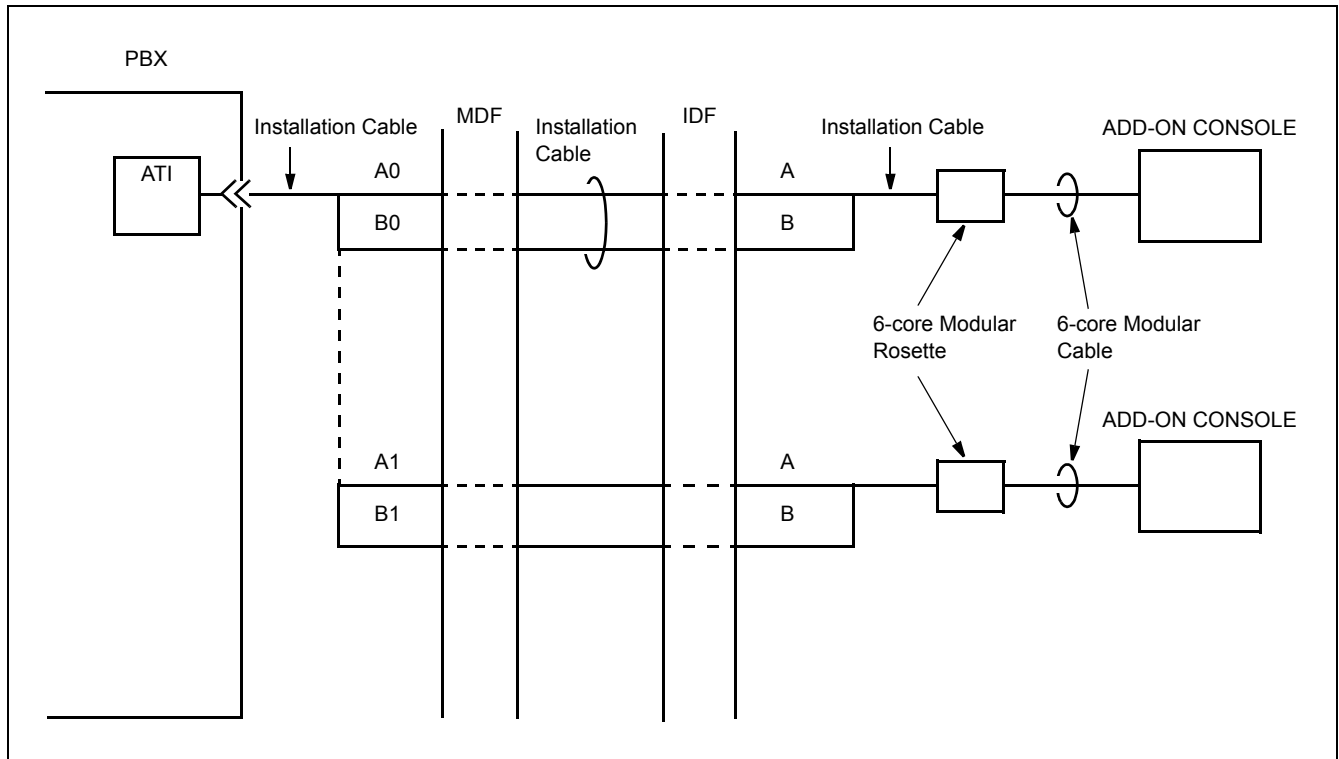 PBX
Installation Cable
MDF
Installation
Cable
IDF
Installation Cable
ADD-ON CONSOLE
ATI
A0
B0
A
B
6-core Modular
Rosette
6-core Modular
Cable
ADD-ON CONSOLE
A1
B1
A
B